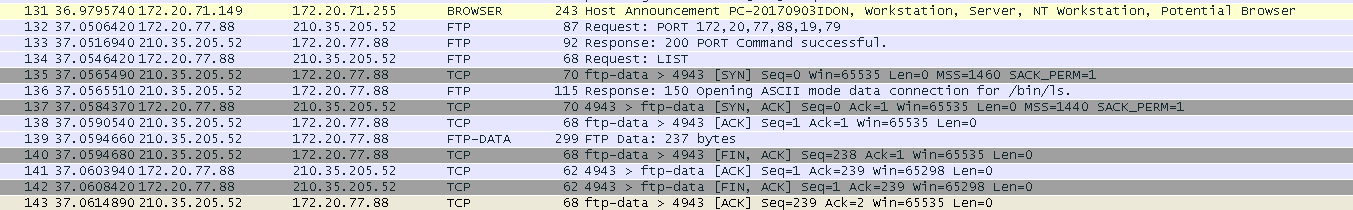 131 36.9795740 172.20.71.149 172.20.71.255 BROWSER 243 Host Announcement PC-20170903IDON, Workstation, Server, NT Workstation, Potential Browser
132 37.0506420 172.20.77.88 210.35.205.52 FTP 87 Request: PORT 172,20,77,88,19,79
133 37.0516940 210.35.205.52 172.20.77.88 FTP 92 Response: 200 PORT Command successful.
134 37.0546420 172.20.77.88 210.35.205.52 FTP 68 Request: LIST
135 37.0565490 210.35.205.52 172.20.77.88 TCP 70 ftp-data > 4943 [SYN] Seq=0 Win=65535 Len=0 MSS=1460 SACK_PERM=1
136 37.0565510 210.35.205.52 172.20.77.88 FTP 115 Response: 150 Opening ASCII mode data connection for /bin/ls.
137 37.0584370 172.20.77.88 210.35.205.52 TCP 70 4943 > ftp-data [SYN, ACK] Seq=0 Ack=1 Win=65535 Len=0 MSS=1440 SACK_PERM=1
138 37.0590540 210.35.205.52 172.20.77.88 TCP 68 ftp-data > 4943 [ACK] Seq=1 Ack=1 Win=65535 Len=0
139 37.0594660 210.35.205.52 172.20.77.88 FTP-DATA 299 FTP Data: 237 bytes
140 37.0594680 210.35.205.52 172.20.77.88 TCP 68 ftp-data > 4943 [FIN, ACK] Seq=238 Ack=1 Win=65535 Len=0
141 37.0603940 172.20.77.88 210.35.205.52 TCP 62 4943 > ftp-data [ACK] Seq=1 Ack=239 Win=65298 Len=0
142 37.0608420 172.20.77.88 210.35.205.52 TCP 62 4943 > ftp-data [FIN, ACK] Seq=1 Ack=239 Win=65298 Len=0
143 37.0614890 210.35.205.52 172.20.77.88 TCP 68 ftp-data > 4943 [ACK] Seq=239 Ack=2 Win=65535 Len=0